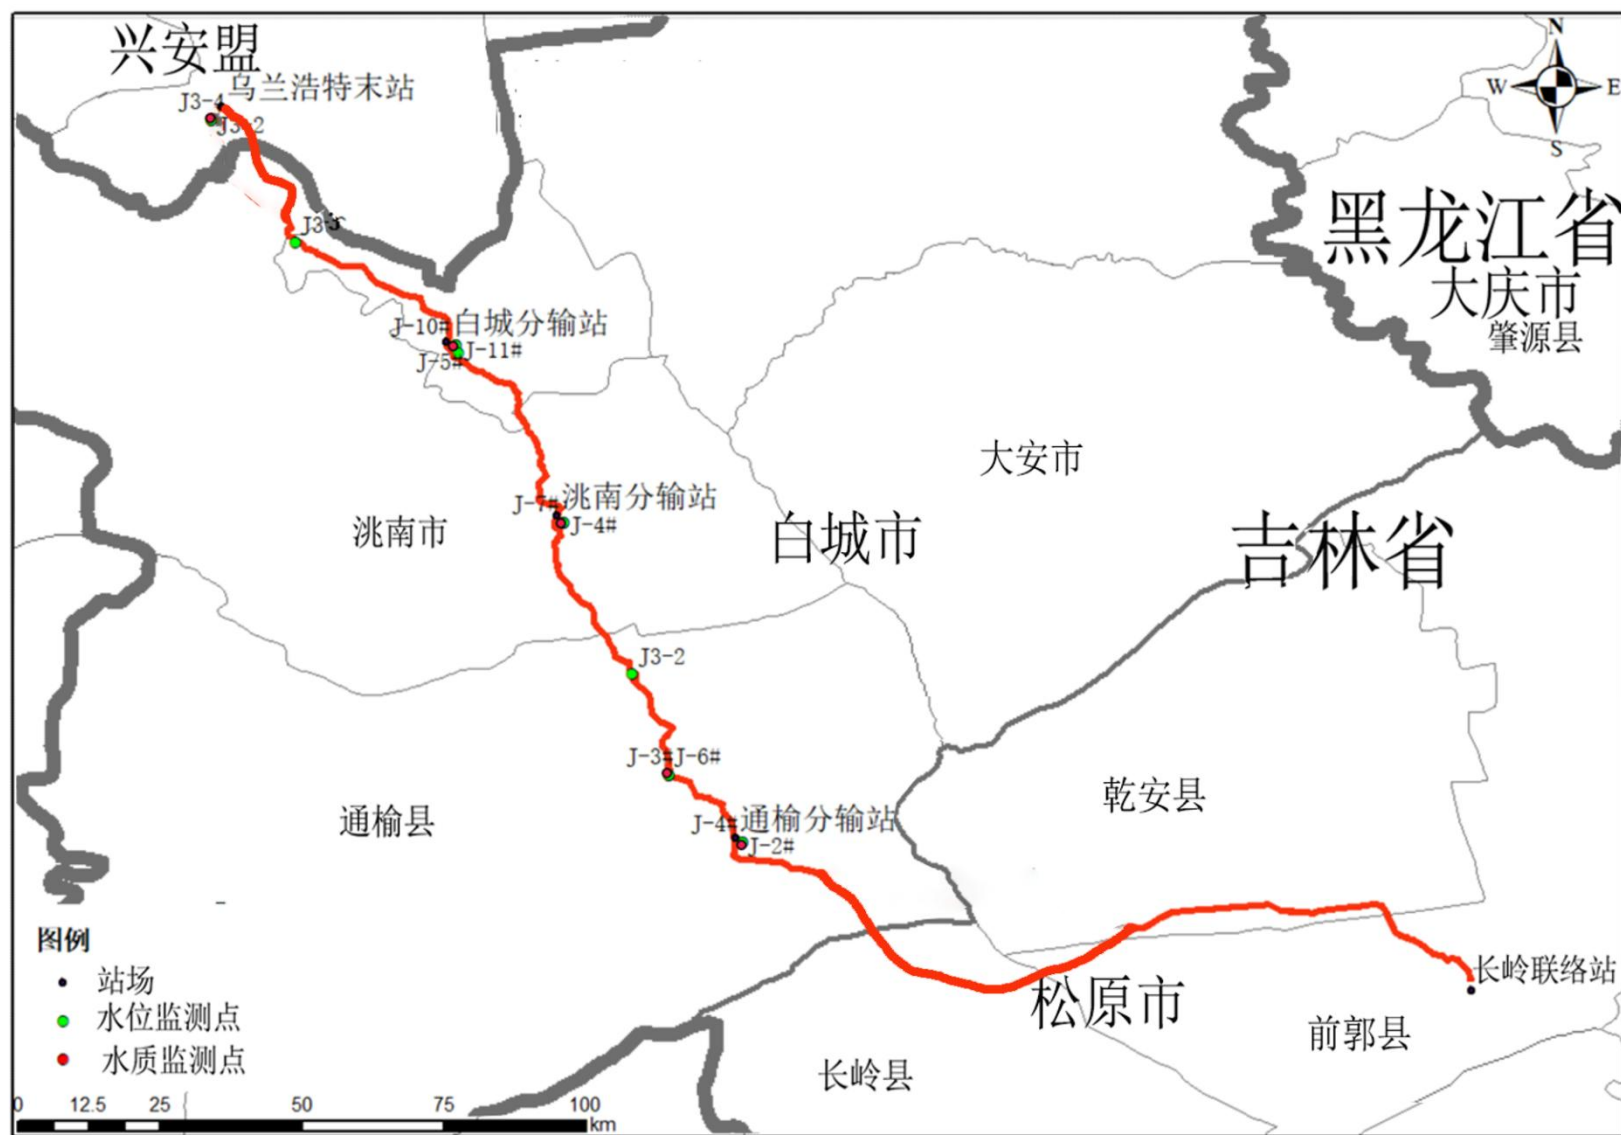 兴安盟
N
W
E
S
乌兰浩特末站
J3-4
J3-2
黑龙江省
J3-5
大庆市
白城分输站
肇源县
J-10#
J-11#
J-5#
大安市
洮南分输站
J-7#
J-4#
洮南市
白城市
吉林省
J3-2
J-3#
J-6#
乾安县
通榆县
通榆分输站
J-4#
J-2#
图例
站场
水位监测点
水质监测点
长岭联络站
松原市
前郭县
长岭县
0 12.5 25 50 75 100
km